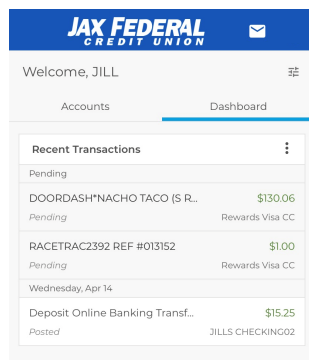 JAX FEDERAL
CREDIT UNION
Welcome, JILL
Accounts Dashboard
Recent Transactions
Pending
DOORDASH*NACHO TACO (S R... $130.06
Pending Rewards Visa CC
RACETRAC2392 REF #013152 $1.00
Pending Rewards Visa CC
Wednesday, Apr 14
Deposit Online Banking Transf... $15.25
Posted JILLS CHECKING02